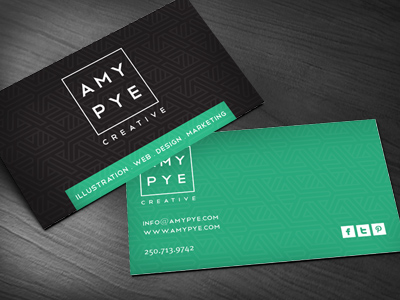 AMY
PYE
CREATIVE
ILLUSTRATION WEB DESIGN MARKETING
AMY
PYE
CREATIVE
INFO@AMYPYE.COM
WWW.AMYPYE.COM
250.713.9742
f t p